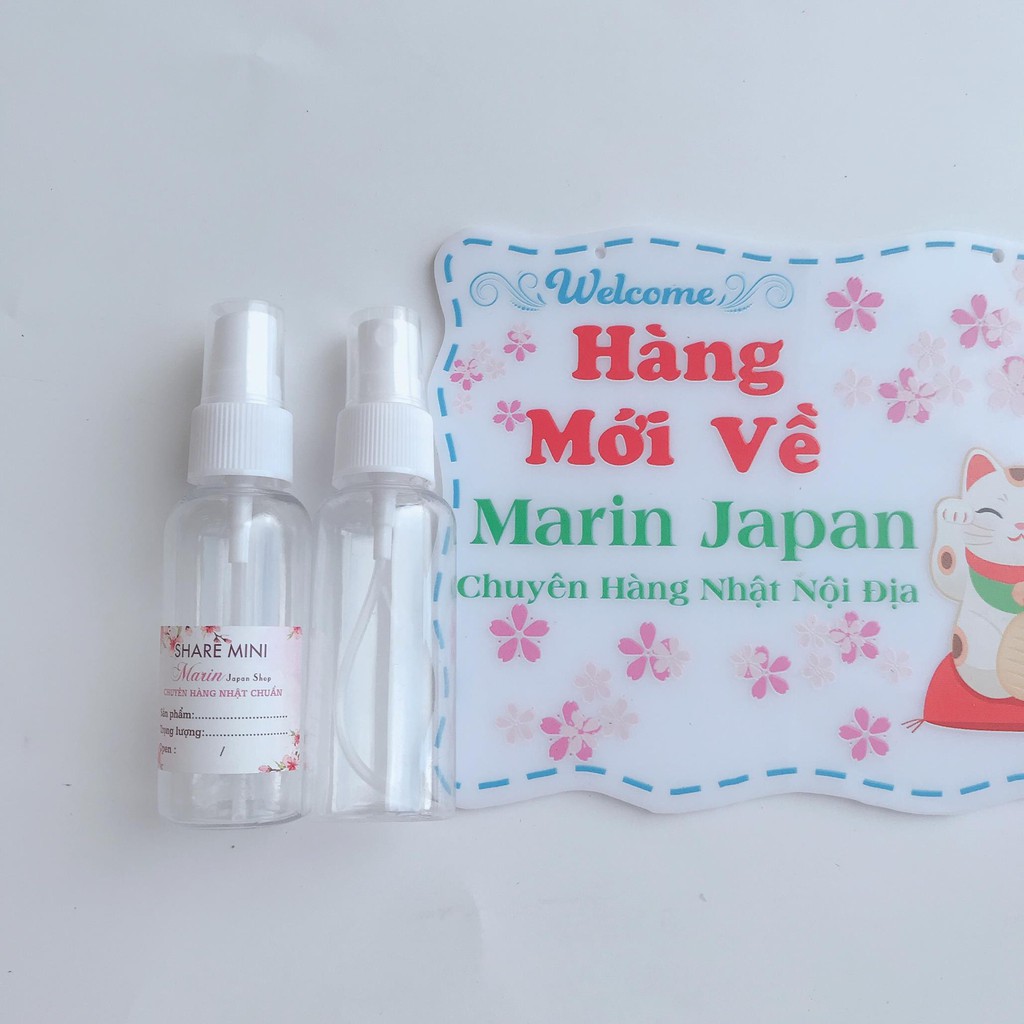 SHARE MINI
Marin Japan Shop
CHUYÊN HÀNG NHẬT CHUẨN
Sản phẩm:............................
Trọng lượng:.........................
Open : /
Welcome
Hàng
Mới Về
Marin Japan
Chuyên Hàng Nhật Nội Địa